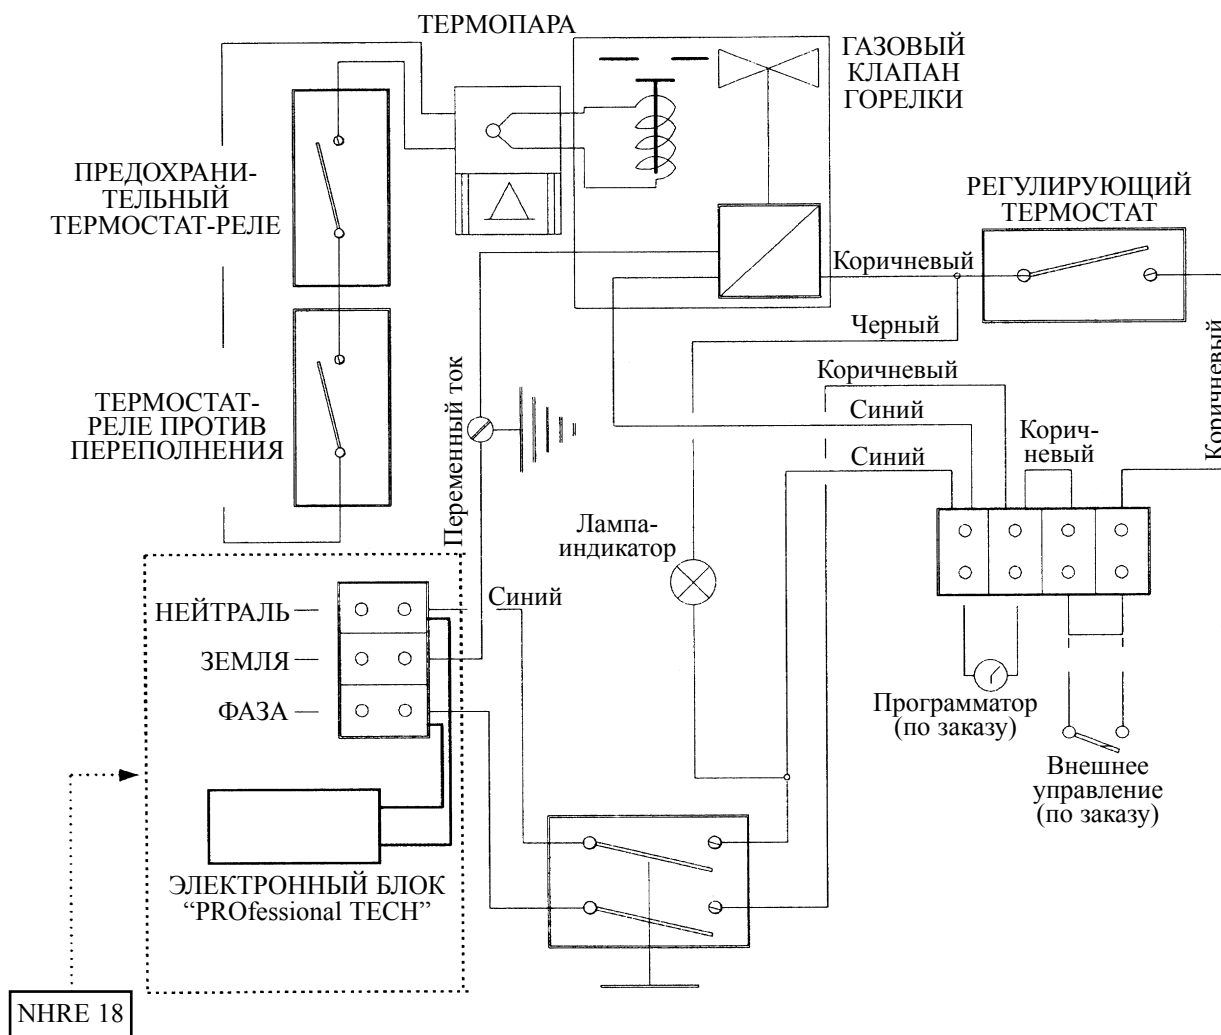 ТЕРМОПАРА
ГАЗОВЫЙ
КЛАПАН
ГОРЕЛКИ
ПРЕДОХРАНИ-
ТЕЛЬНЫЙ
ТЕРМОСТАТ-РЕЛЕ
РЕГУЛИРУЮЩИЙ
ТЕРМОСТАТ
Коричневый
Черный
Коричневый
Коричневый
Синий
Корич-
невый
Синий
ТЕРМОСТАТ-
РЕЛЕ ПРОТИВ
ПЕРЕПОЛНЕНИЯ
Переменный ток
Лампа-
индикатор
НЕЙТРАЛЬ
Синий
ЗЕМЛЯ
ФАЗА
Программатор
(по заказу)
Внешнее
управление
(по заказу)
ЭЛЕКТРОННЫЙ БЛОК
“PROfessional TECH”
NHRE 18